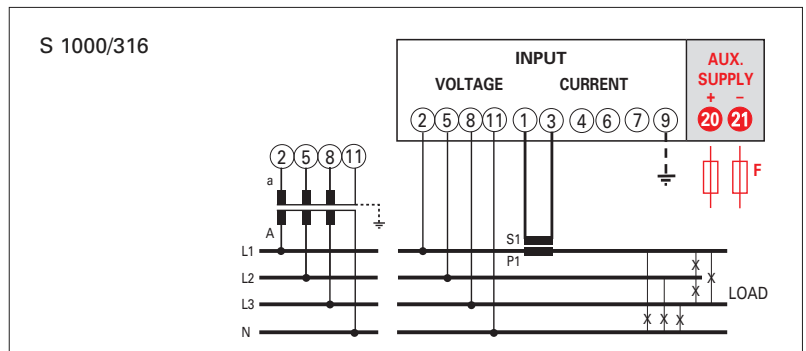 S 1000/316
INPUT
AUX.
SUPPLY
VOLTAGE CURRENT
+ –
2 5 8 11 1 3 4 6 7 9 20 21
2 5 8 11
F
a
A
S1
P1
L1
L2
L3
N
LOAD